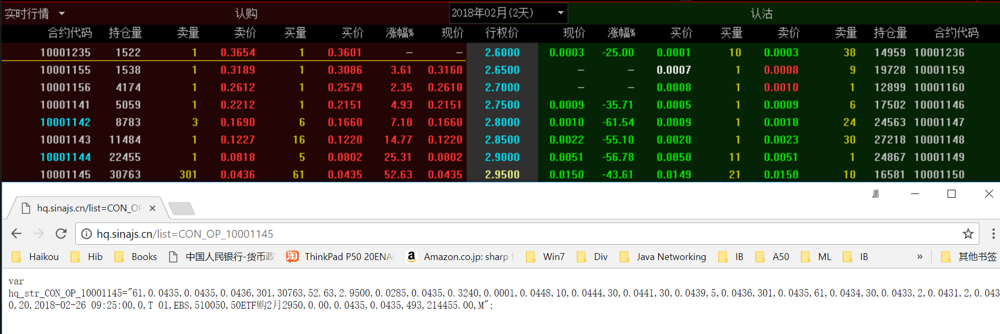 实时行情 认购 2018年02月(2天) 认沽
合约代码 持仓量 卖量 卖价 买量 买价 涨幅% 现价 行权价 现价 涨幅% 买价 买量 卖价 卖量 持仓量 合约代码
10001235 1522 1 0.3654 1 0.3601 — — 2.6000 0.0003 -25.00 0.0001 10 0.0003 38 14959 10001236
10001155 1538 1 0.3189 1 0.3086 3.61 0.3160 2.6500 — — 0.0007 1 0.0008 9 19728 10001159
10001156 4174 1 0.2612 1 0.2579 2.35 0.2610 2.7000 — — 0.0008 1 0.0010 1 12899 10001160
10001141 5059 1 0.2212 1 0.2151 4.93 0.2151 2.7500 0.0009 -35.71 0.0005 1 0.0009 6 17502 10001146
10001142 8783 3 0.1690 6 0.1660 7.10 0.1660 2.8000 0.0010 -61.54 0.0009 1 0.0010 24 24563 10001147
10001143 11484 1 0.1227 16 0.1220 14.77 0.1220 2.8500 0.0022 -55.10 0.0020 1 0.0023 30 27218 10001148
10001144 22455 1 0.0818 5 0.0802 25.31 0.0802 2.9000 0.0051 -56.78 0.0050 11 0.0051 1 24867 10001149
10001145 30763 301 0.0436 61 0.0435 52.63 0.0435 2.9500 0.0150 -43.61 0.0149 21 0.0150 10 16581 10001150
hq.sinajs.cn/list=CON_OP
hq.sinajs.cn/list=CON_OP_10001145
Haikou Hib Books 中国人民银行-货币政 淘 ThinkPad P50 20ENA a Amazon.co.jp: sharp Win7 Div Java Networking IB A50 ML IB » 其他书签
var
hq_str_CON_OP_10001145="61,0.0435,0.0435,0.0436,301,30763,52.63,2.9500,0.0285,0.0435,0.3240,0.0001,0.0448,10,0.0444,30,0.0441,30,0.0439,5,0.0436,301,0.0435,61,0.0434,30,0.0433,2,0.0431,2,0.043
0,20,2018-02-26 09:25:00,0,T 01,EBS,510050,50ETF购2月2950,0.00,0.0435,0.0435,493,214455.00,M";